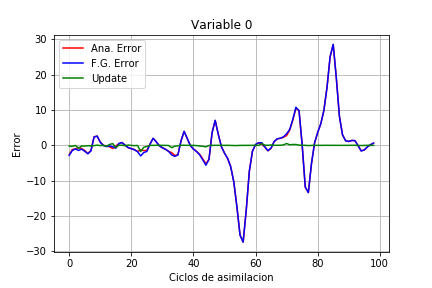 Variable 0
Ana. Error
F.G. Error
Update
Error
30
20
10
0
−10
−20
−30
0 20 40 60 80 100
Ciclos de asimilacion